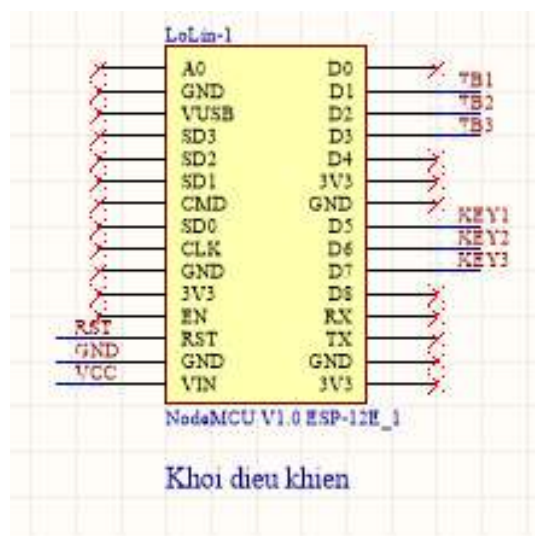 LoLin-1
A0 D0
GND D1 TB1
VUSB D2 TB2
SD3 D3 TB3
SD2 D4
SD1 3V3
CMD GND
SD0 D5 KEY1
CLK D6 KEY2
GND D7 KEY3
3V3 D8
EN RX
RST RST TX
GND GND GND
VCC VIN 3V3
NodeMCU V1.0 ESP-12E_1
Khoi dieu khien